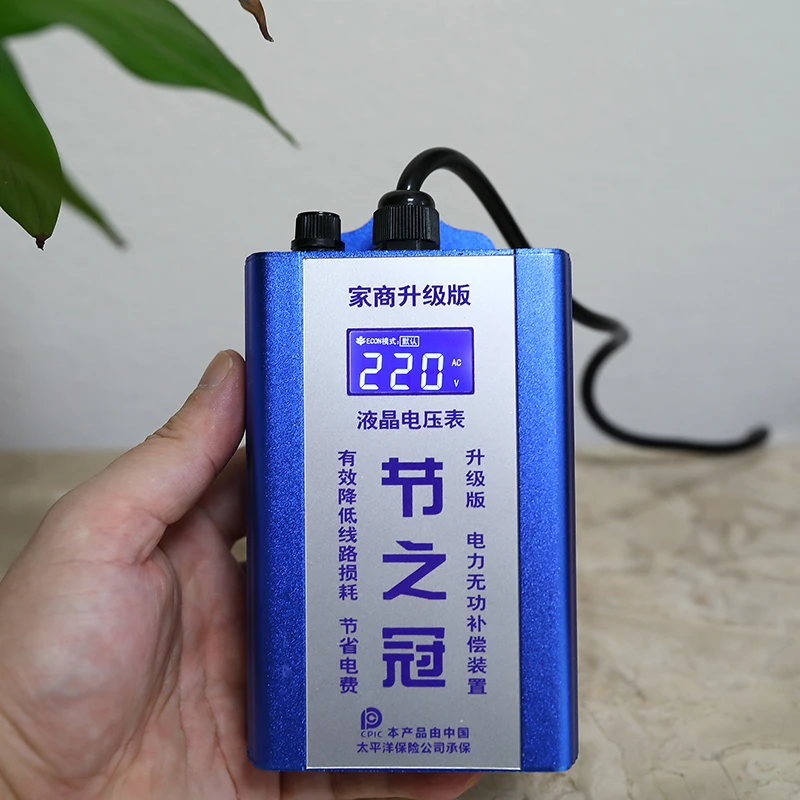 家商升级版
ECON模式:默认
220 AC V
液晶电压表
升级版 电力无功补偿装置
节之冠
有效降低线路损耗 节省电费
CPIC 本产品由中国
太平洋保险公司承保